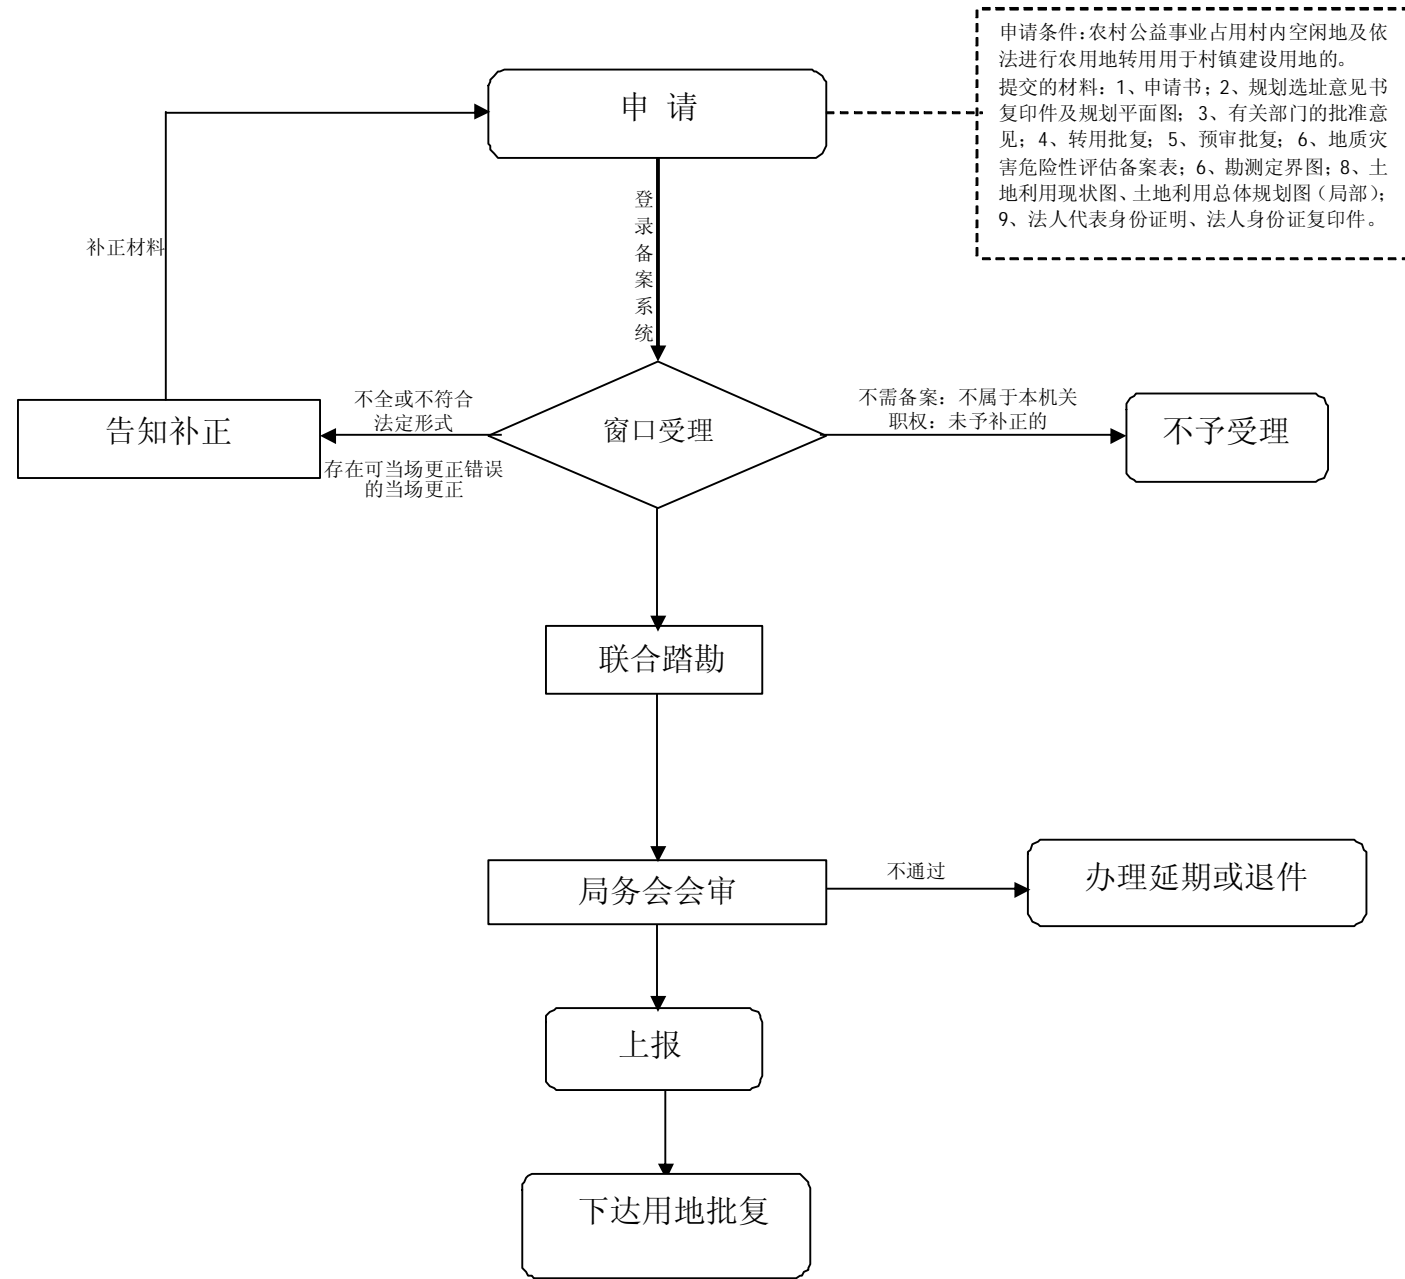 申请条件：农村公益事业占用村内空闲地及依
法进行农用地转用用于村镇建设用地的。
提交的材料：1、申请书；2、规划选址意见书
复印件及规划平面图；3、有关部门的批准意
见；4、转用批复；5、预审批复；6、地质灾
害危险性评估备案表；6、勘测定界图；8、土
地利用现状图、土地利用总体规划图（局部）；
9、法人代表身份证明、法人身份证复印件。
申 请
登录备案系统
补正材料
告知补正
不全或不符合
法定形式
存在可当场更正错误
的当场更正
窗口受理
不需备案：不属于本机关
职权：未予补正的
不予受理
联合踏勘
局务会会审
不通过
办理延期或退件
上报
下达用地批复